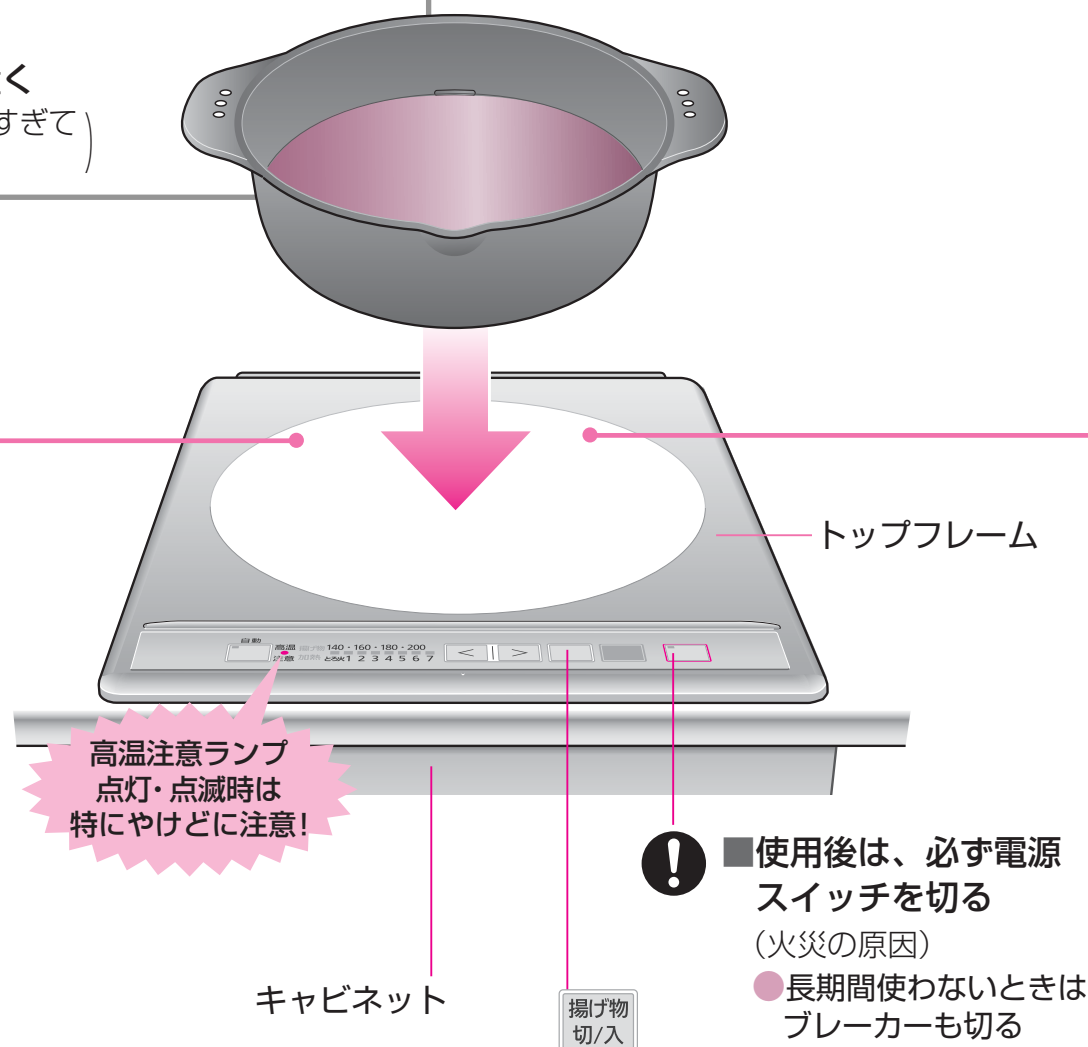 く
すぎて）
トップフレーム
自動
高温 揚げ物 140・160・180・200
注意 加熱 とろ火 1 2 3 4 5 6 7
＜ ＞
高温注意ランプ
点灯・点滅時は
特にやけどに注意!
■使用後は、必ず電源
スイッチを切る
（火災の原因）
●長期間使わないときは
ブレーカーも切る
キャビネット
揚げ物
切/入